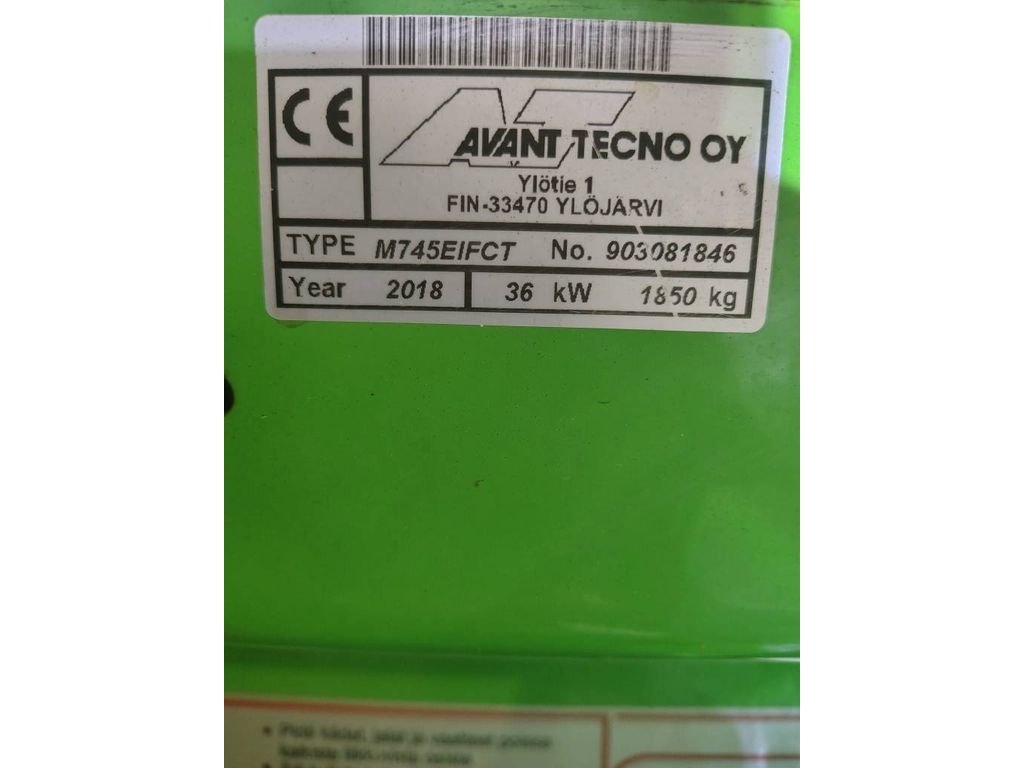 CE
AT
AVANT TECNO OY
Ylötie 1
FIN-33470 YLÖJÄRVI
TYPE M745EIFCT No. 903081846
Year 2018 36 kW 1850 kg